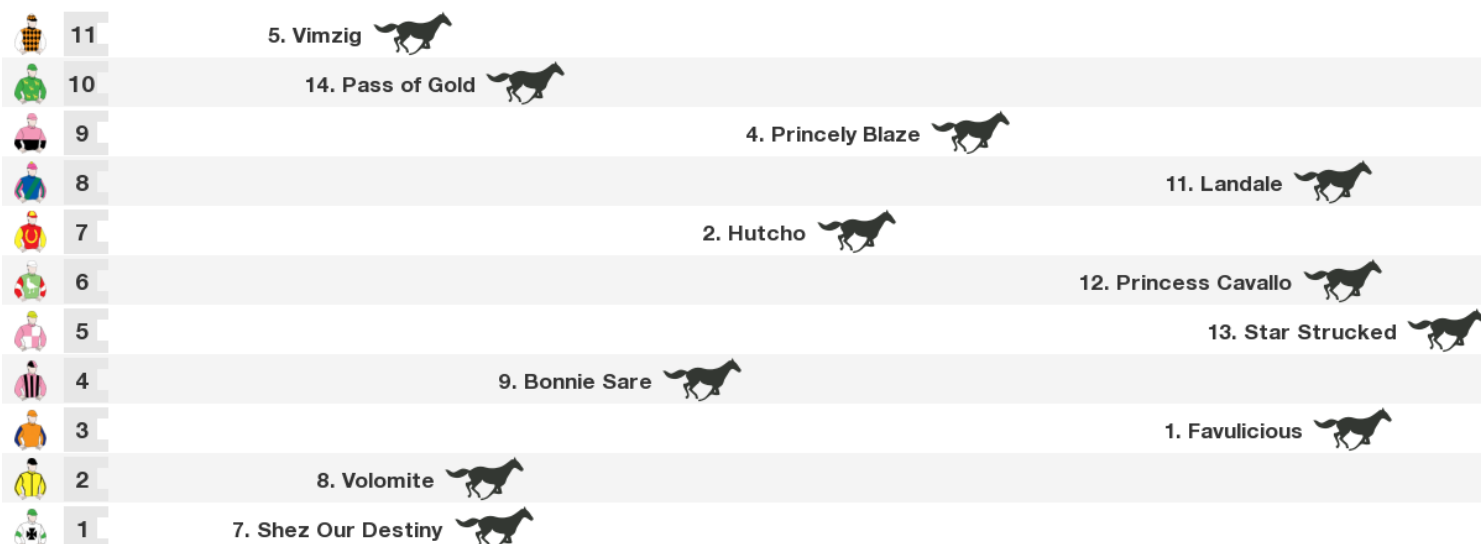 11 5. Vimzig
10 14. Pass of Gold
9 4. Princely Blaze
8 11. Landale
7 2. Hutcho
6 12. Princess Cavallo
5 13. Star Strucked
4 9. Bonnie Sare
3 1. Favulicious
2 8. Volomite
1 7. Shez Our Destiny